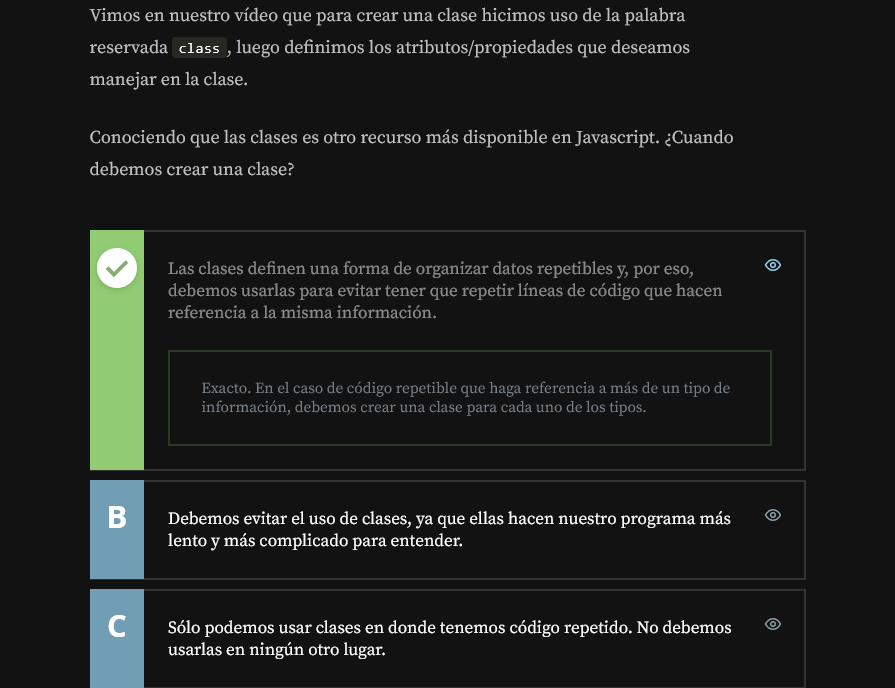 Vimos en nuestro vídeo que para crear una clase hicimos uso de la palabra
reservada class, luego definimos los atributos/propiedades que deseamos
manejar en la clase.
Conociendo que las clases es otro recurso más disponible en Javascript. ¿Cuando
debemos crear una clase?
Las clases definen una forma de organizar datos repetibles y, por eso,
debemos usarlas para evitar tener que repetir líneas de código que hacen
referencia a la misma información.
Exacto. En el caso de código repetible que haga referencia a más de un tipo de
información, debemos crear una clase para cada uno de los tipos.
B
Debemos evitar el uso de clases, ya que ellas hacen nuestro programa más
lento y más complicado para entender.
C
Sólo podemos usar clases en donde tenemos código repetido. No debemos
usarlas en ningún otro lugar.